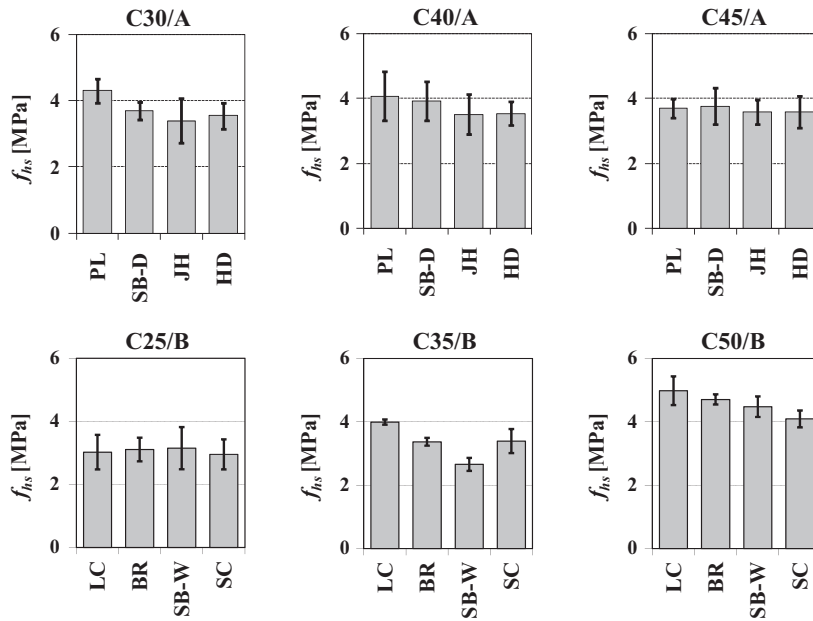 C30/A
6
4
2
0
f_hs [MPa]
PL
SB-D
JH
HD
C40/A
6
4
2
0
f_hs [MPa]
PL
SB-D
JH
HD
C45/A
6
4
2
0
f_hs [MPa]
PL
SB-D
JH
HD
C25/B
6
4
2
0
f_hs [MPa]
LC
BR
SB-W
SC
C35/B
6
4
2
0
f_hs [MPa]
LC
BR
SB-W
SC
C50/B
6
4
2
0
f_hs [MPa]
LC
BR
SB-W
SC